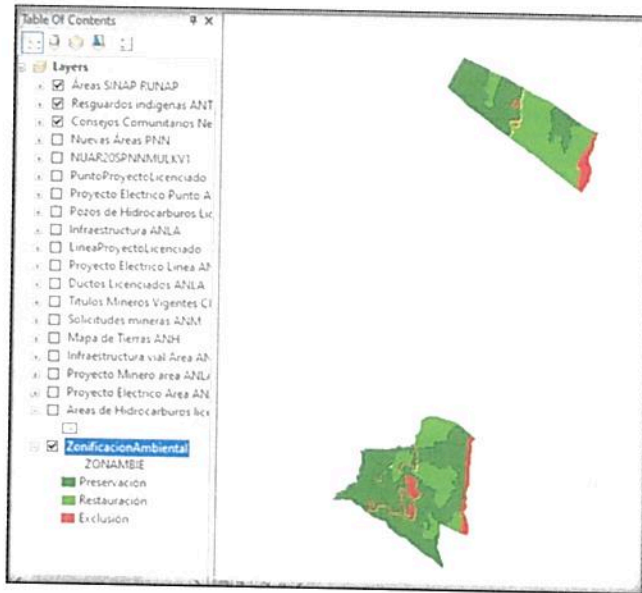 Table Of Contents
Layers
Áreas SINAP RUNAP
Resguardos indigenas ANT
Consejos Comunitarios Ne
Nuevas Áreas PNN
NUAR20SPNNMULKV1
PuntoProyectoLicenciado
Proyecto Electrico Punto A
Pozos de Hidrocarburos Lic
Infraestructura ANLA
LineaProyectoLicenciado
Proyecto Electrico Linea AN
Ductos Licenciados ANLA
Titulos Mineros Vigentes
Solicitudes mineras ANM
Mapa de Tierras ANH
Infraestructura vial Area AN
Proyecto Minero area ANLA
Proyecto Electrico Area AN
Areas de Hidrocarburos lice
ZonificacionAmbiental
ZONAMBIE
Preservación
Restauración
Exclusión